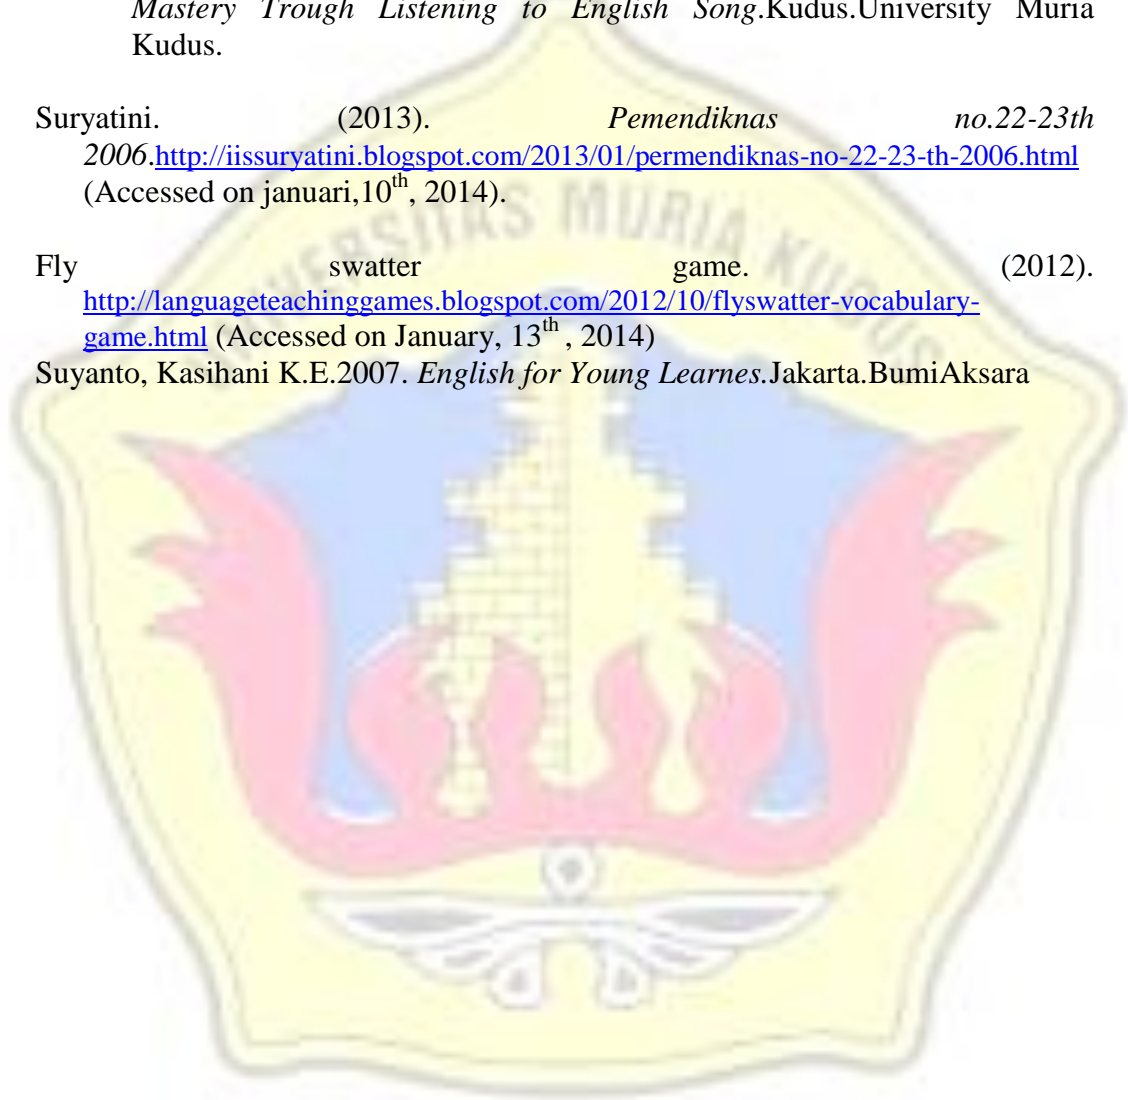 Mastery Trough Listening to English Song.Kudus.University Muria
Kudus.
Suryatini. (2013). Pemendiknas no.22-23th
2006.http://iissuryatini.blogspot.com/2013/01/permendiknas-no-22-23-th-2006.html
(Accessed on januari,10th, 2014).
UNIVERSITAS MURIA KUDUS
Fly swatter game. (2012).
http://languageteachinggames.blogspot.com/2012/10/flyswatter-vocabulary-
game.html (Accessed on January, 13th , 2014)
Suyanto, Kasihani K.E.2007. English for Young Learnes.Jakarta.BumiAksara